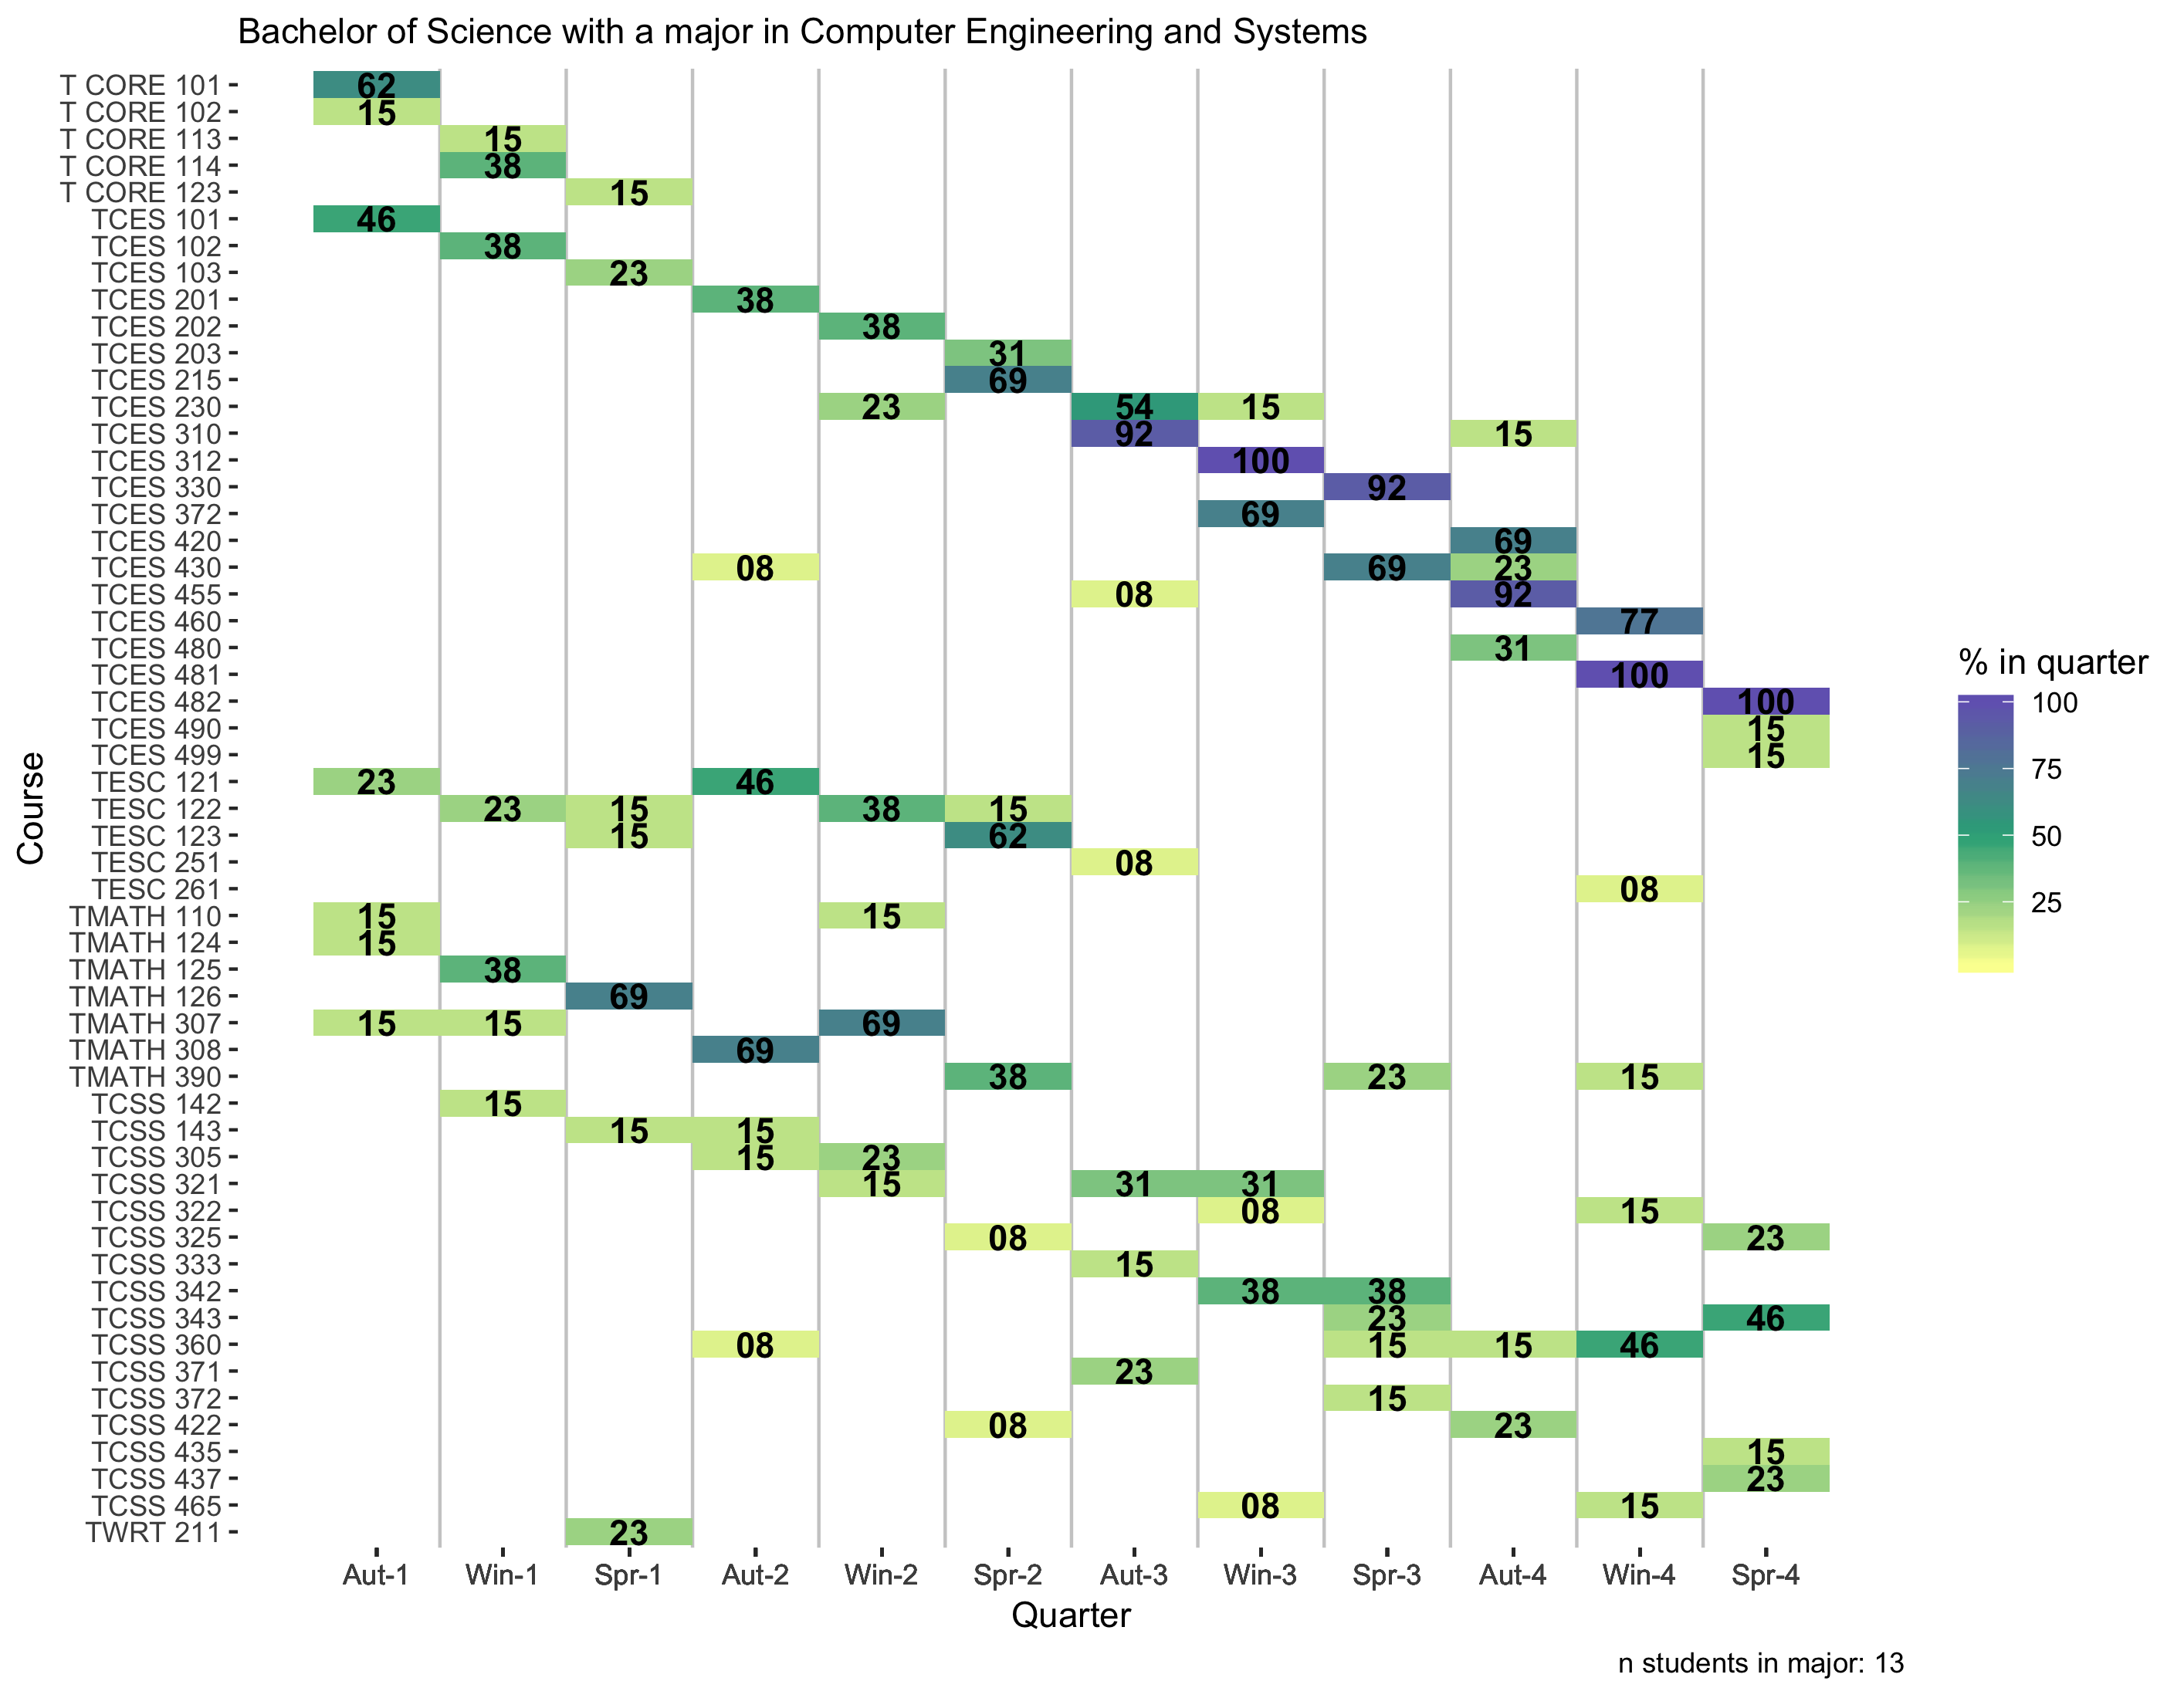 Bachelor of Science with a major in Computer Engineering and Systems
T CORE 101 62
T CORE 102 15
T CORE 113 15
T CORE 114 38
T CORE 123 15
TCES 101 46
TCES 102 38
TCES 103 23
TCES 201 38
TCES 202 38
TCES 203 31
TCES 215 69
TCES 230 23 54 15
TCES 310 92 15
TCES 312 100
TCES 330 92
TCES 372 69
TCES 420 69
TCES 430 08 69 23
TCES 455 08 92
TCES 460 77
TCES 480 31
TCES 481 100
TCES 482 100
TCES 490 15
TCES 499 15
TESC 121 23 46
TESC 122 23 15 38 15
TESC 123 15 62
TESC 251 08
TESC 261 08
TMATH 110 15 15
TMATH 124 15
TMATH 125 38
TMATH 126 69
TMATH 307 15 15 69
TMATH 308 69
TMATH 390 38 23 15
TCSS 142 15
TCSS 143 15 15
TCSS 305 15 23
TCSS 321 15 31 31
TCSS 322 08 15
TCSS 325 08 23
TCSS 333 15
TCSS 342 38 38
TCSS 343 23 46
TCSS 360 08 15 15 46
TCSS 371 23
TCSS 372 15
TCSS 422 08 23
TCSS 435 15
TCSS 437 23
TCSS 465 08 15
TWRT 211 23
Course
Aut-1 Win-1 Spr-1 Aut-2 Win-2 Spr-2 Aut-3 Win-3 Spr-3 Aut-4 Win-4 Spr-4
Quarter
% in quarter
100
75
50
25
n students in major: 13